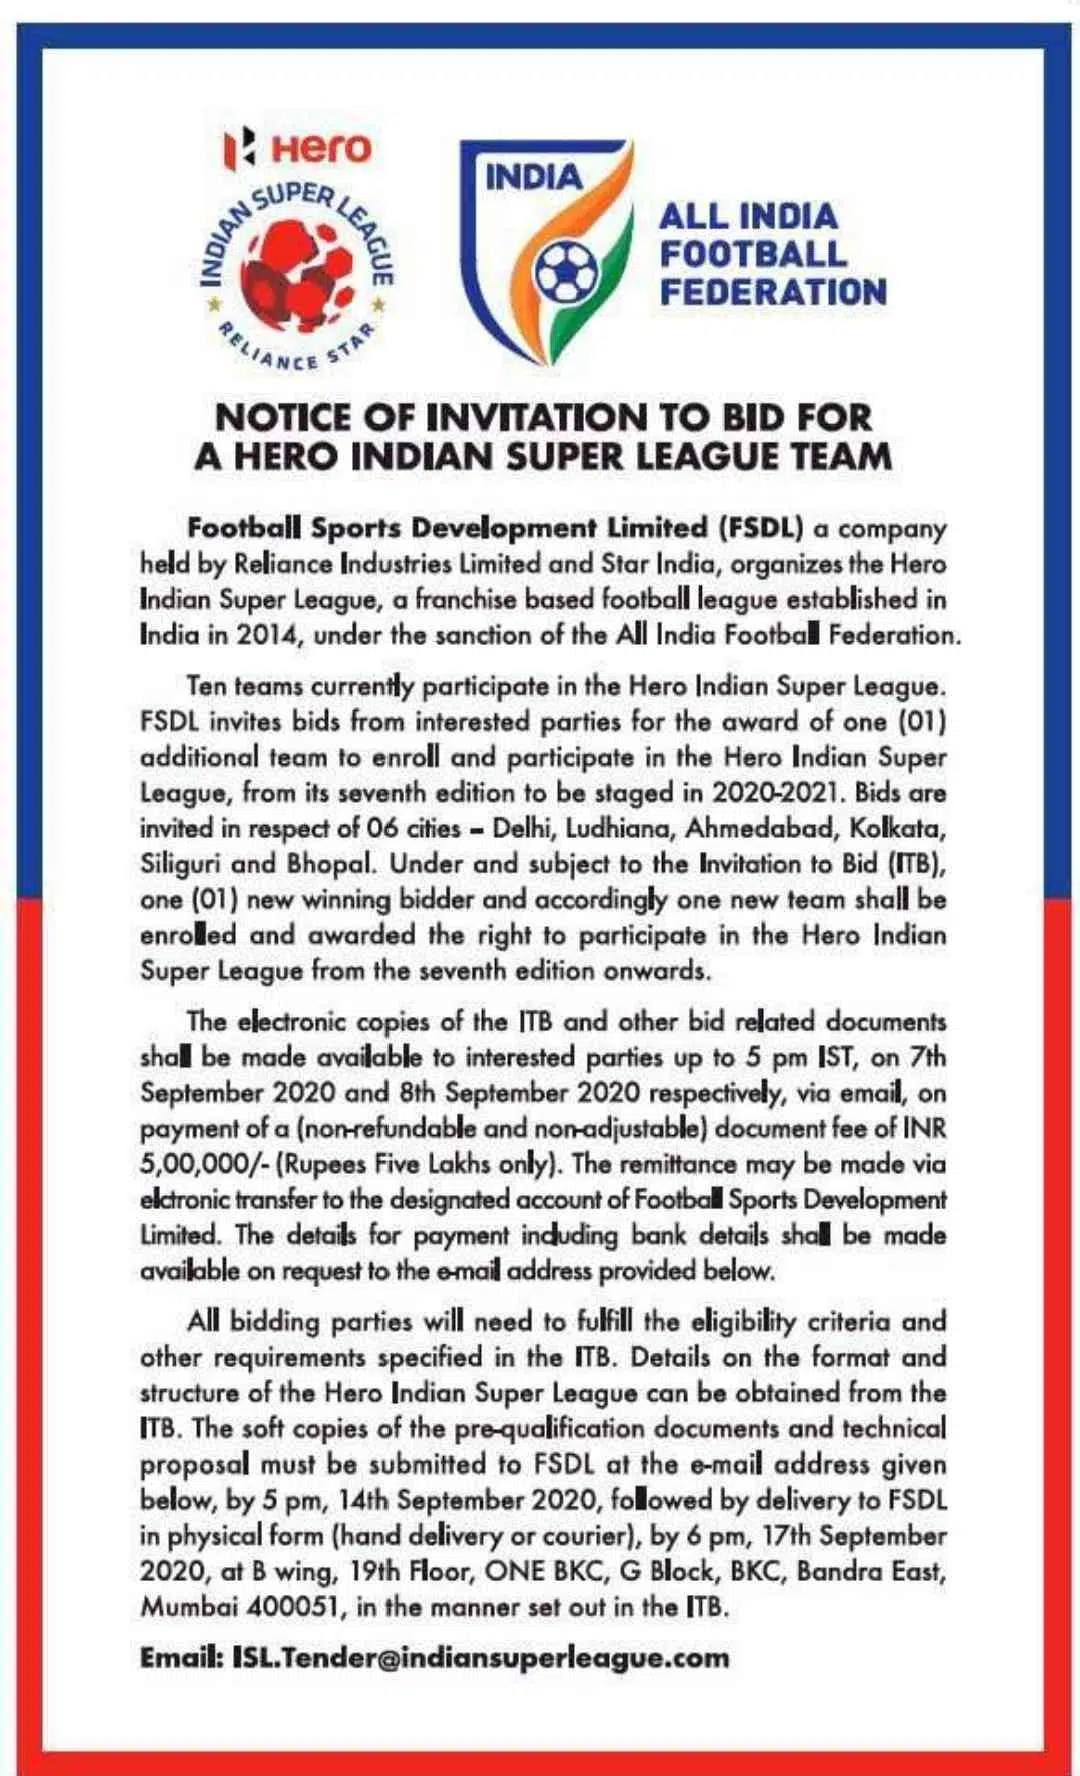 Hero
INDIAN SUPER LEAGUE
RELIANCE STAR
INDIA
ALL INDIA
FOOTBALL
FEDERATION
NOTICE OF INVITATION TO BID FOR
A HERO INDIAN SUPER LEAGUE TEAM
Football Sports Development Limited (FSDL) a company
held by Reliance Industries Limited and Star India, organizes the Hero
Indian Super League, a franchise based football league established in
India in 2014, under the sanction of the All India Football Federation.
Ten teams currently participate in the Hero Indian Super League.
FSDL invites bids from interested parties for the award of one (01)
additional team to enroll and participate in the Hero Indian Super
League, from its seventh edition to be staged in 2020-2021. Bids are
invited in respect of 06 cities – Delhi, Ludhiana, Ahmedabad, Kolkata,
Siliguri and Bhopal. Under and subject to the Invitation to Bid (ITB),
one (01) new winning bidder and accordingly one new team shall be
enrolled and awarded the right to participate in the Hero Indian
Super League from the seventh edition onwards.
The electronic copies of the ITB and other bid related documents
shall be made available to interested parties up to 5 pm IST, on 7th
September 2020 and 8th September 2020 respectively, via email, on
payment of a (non-refundable and non-adjustable) document fee of INR
5,00,000/- (Rupees Five Lakhs only). The remittance may be made via
elctronic transfer to the designated account of Football Sports Development
Limited. The details for payment including bank details shall be made
available on request to the e-mail address provided below.
All bidding parties will need to fulfill the eligibility criteria and
other requirements specified in the ITB. Details on the format and
structure of the Hero Indian Super League can be obtained from the
ITB. The soft copies of the pre-qualification documents and technical
proposal must be submitted to FSDL at the e-mail address given
below, by 5 pm, 14th September 2020, followed by delivery to FSDL
in physical form (hand delivery or courier), by 6 pm, 17th September
2020, at B wing, 19th Floor, ONE BKC, G Block, BKC, Bandra East,
Mumbai 400051, in the manner set out in the ITB.
Email: ISL.Tender@indiansuperleague.com